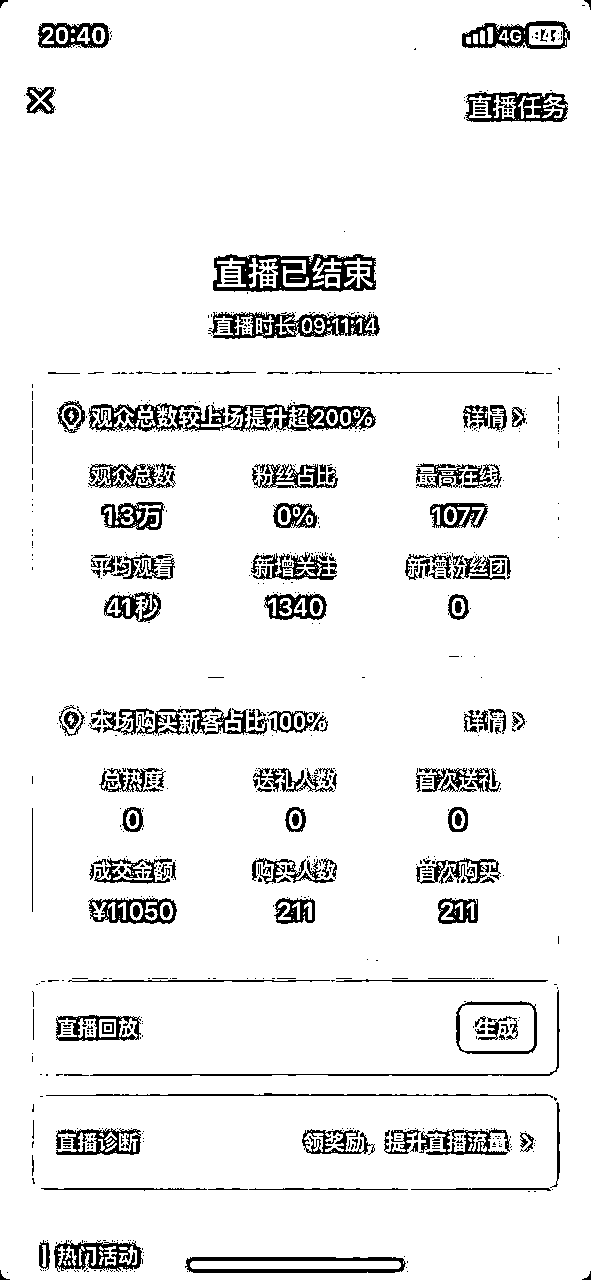 20:40 4G
直播任务
直播已结束
直播时长 09:11:14
观众总数较上场提升超200% 详情
观众总数 粉丝占比 最高在线
1.3万 0% 1077
平均观看 新增关注 新增粉丝团
41秒 1340 0
本场购买新客占比100% 详情
总热度 送礼人数 首次送礼
0 0 0
成交金额 购买人数 首次购买
¥11050 211 211
直播回放 生成
直播诊断 领奖励，提升直播流量
热门活动